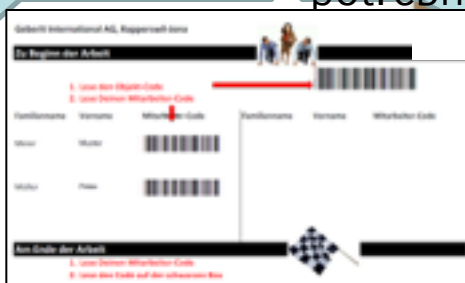 potrebn
Geberit International AG, Rapperswil-Jona
Zu Beginn der Arbeit
1. Lese den Objekt-Code
2. Lese Deinen Mitarbeiter-Code
Familienname Vorname Mitarbeiter-Code Familienname Vorname Mitarbeiter-Code
Meier Muster
Müller
Am Ende der Arbeit
1. Lese Deinen Mitarbeiter-Code
2. Lese den Code auf der schwarzen Box